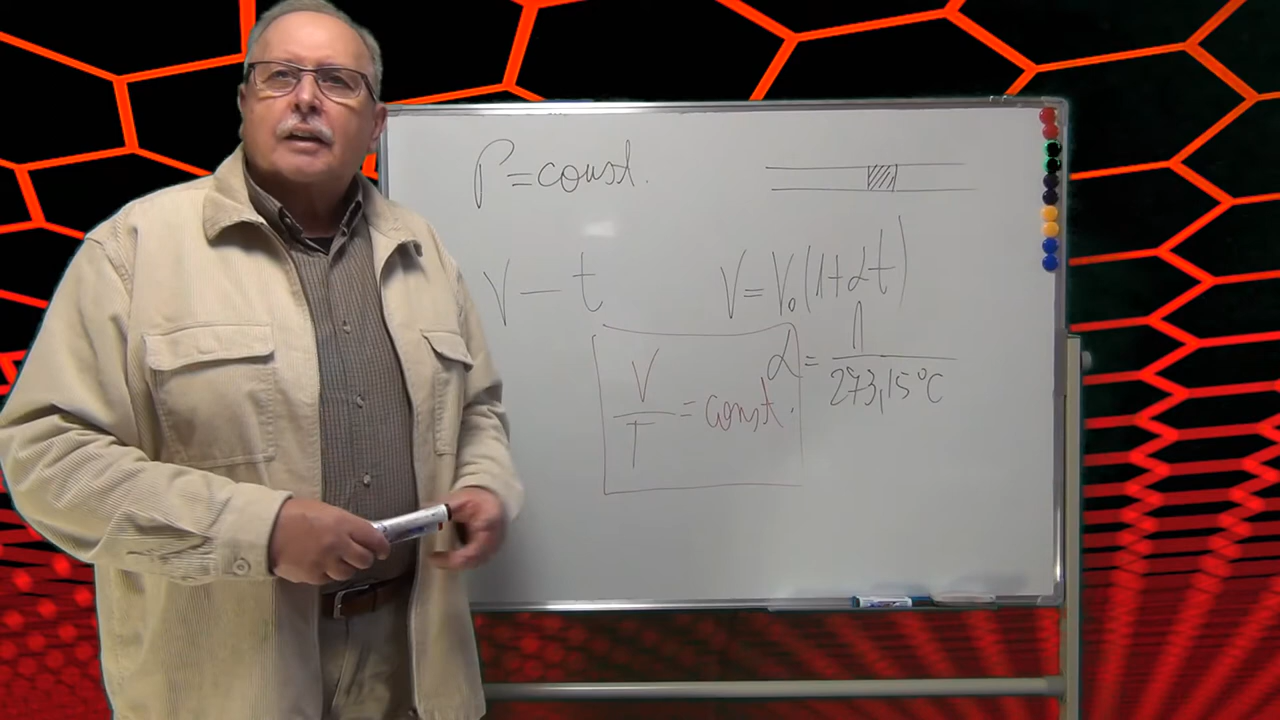 P = const.
V — t
V = V₀(1+αt)
V/T = const.
α = 1/273,15°C